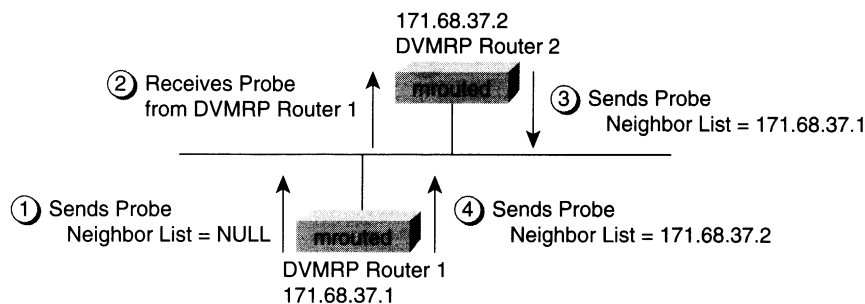 171.68.37.2
DVMRP Router 2
mrouted
2 Receives Probe
from DVMRP Router 1
3 Sends Probe
Neighbor List = 171.68.37.1
1 Sends Probe
Neighbor List = NULL
mrouted
4 Sends Probe
Neighbor List = 171.68.37.2
DVMRP Router 1
171.68.37.1